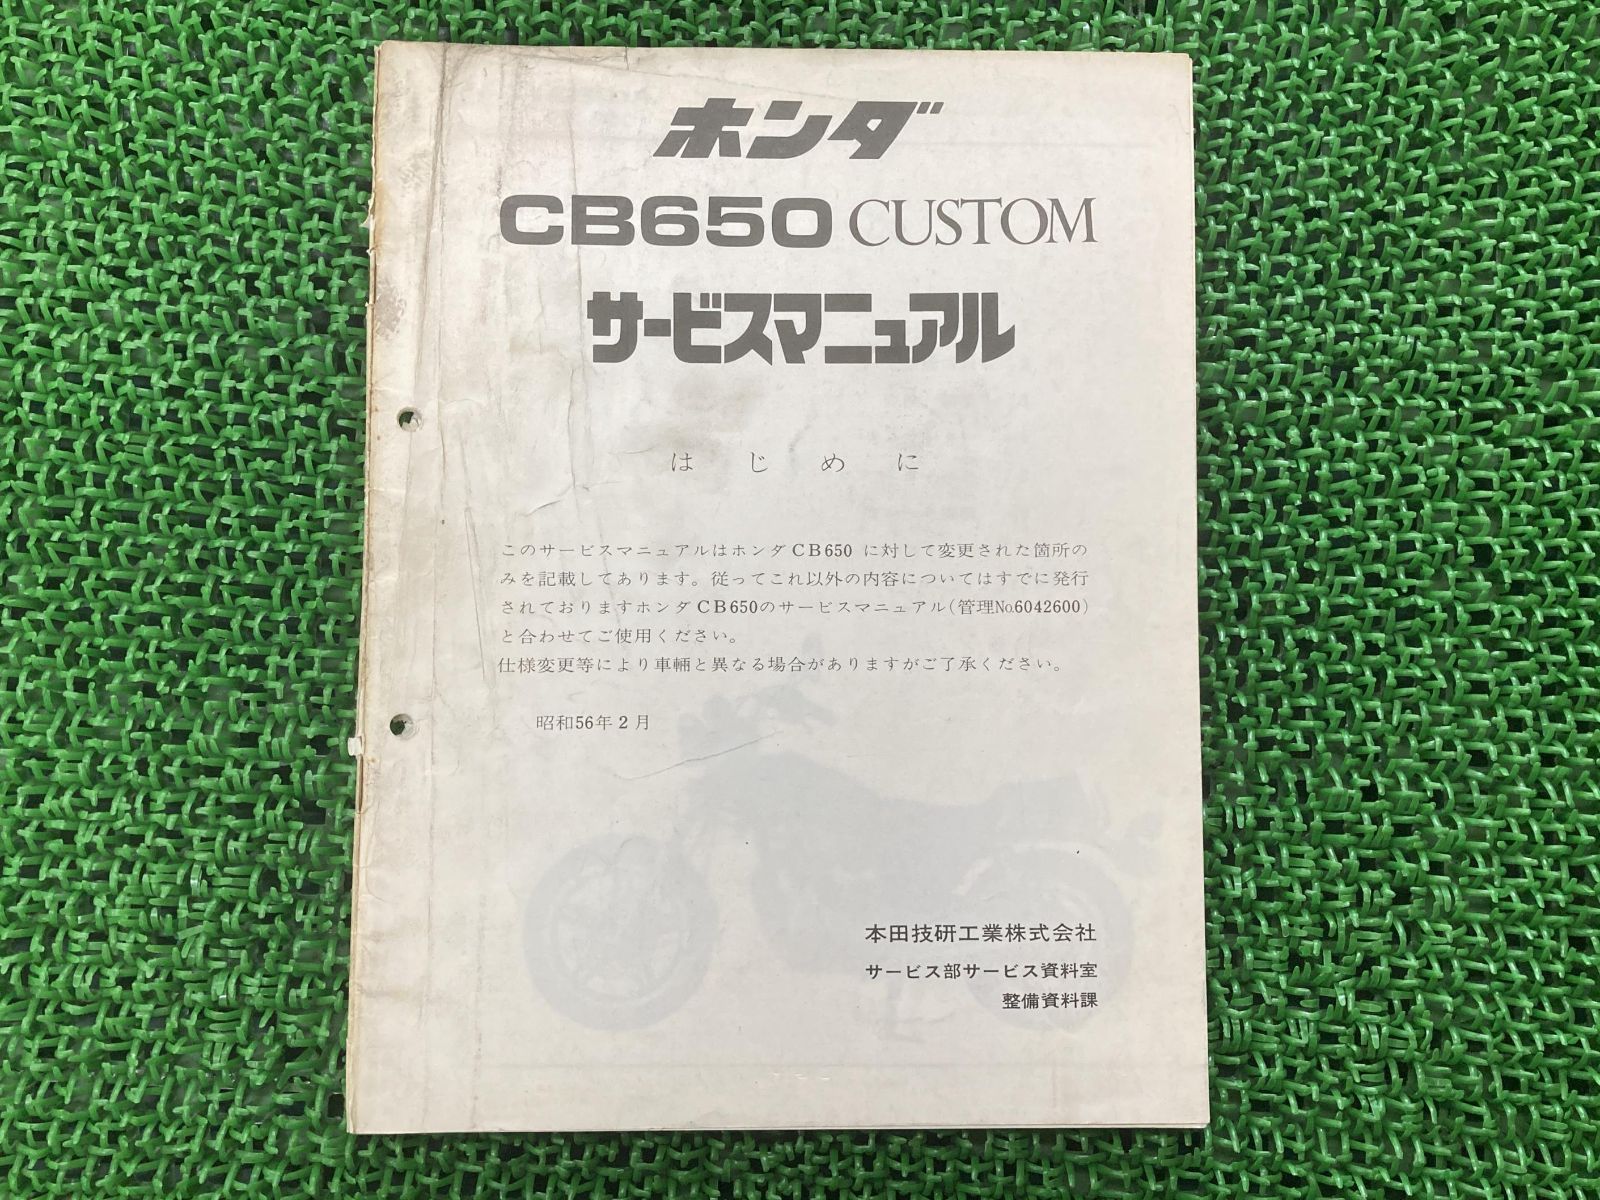 ホンダ
CB650 CUSTOM
サービスマニュアル
はじめに
このサービスマニュアルはホンダCB650 に対して変更された箇所の
みを記載してあります。従ってこれ以外の内容についてはすでに発行
されておりますホンダCB650のサービスマニュアル(管理No.6042600)
と合わせてご使用ください。
仕様変更等により車輛と異なる場合がありますがご了承ください。
昭和56年2月
本田技研工業株式会社
サービス部サービス資料室
整備資料課